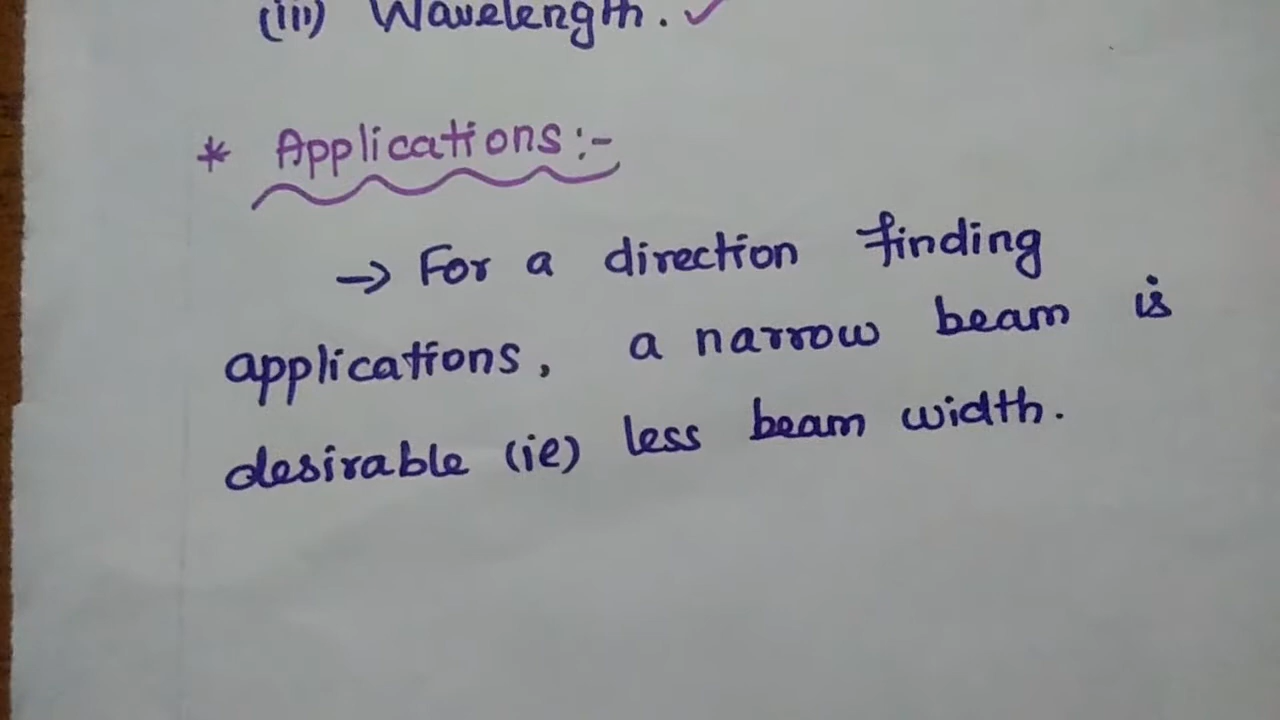 (iii) Wavelength. ✓
* Applications:-
→ For a direction finding
applications, a narrow beam is
desirable (ie) less beam width.